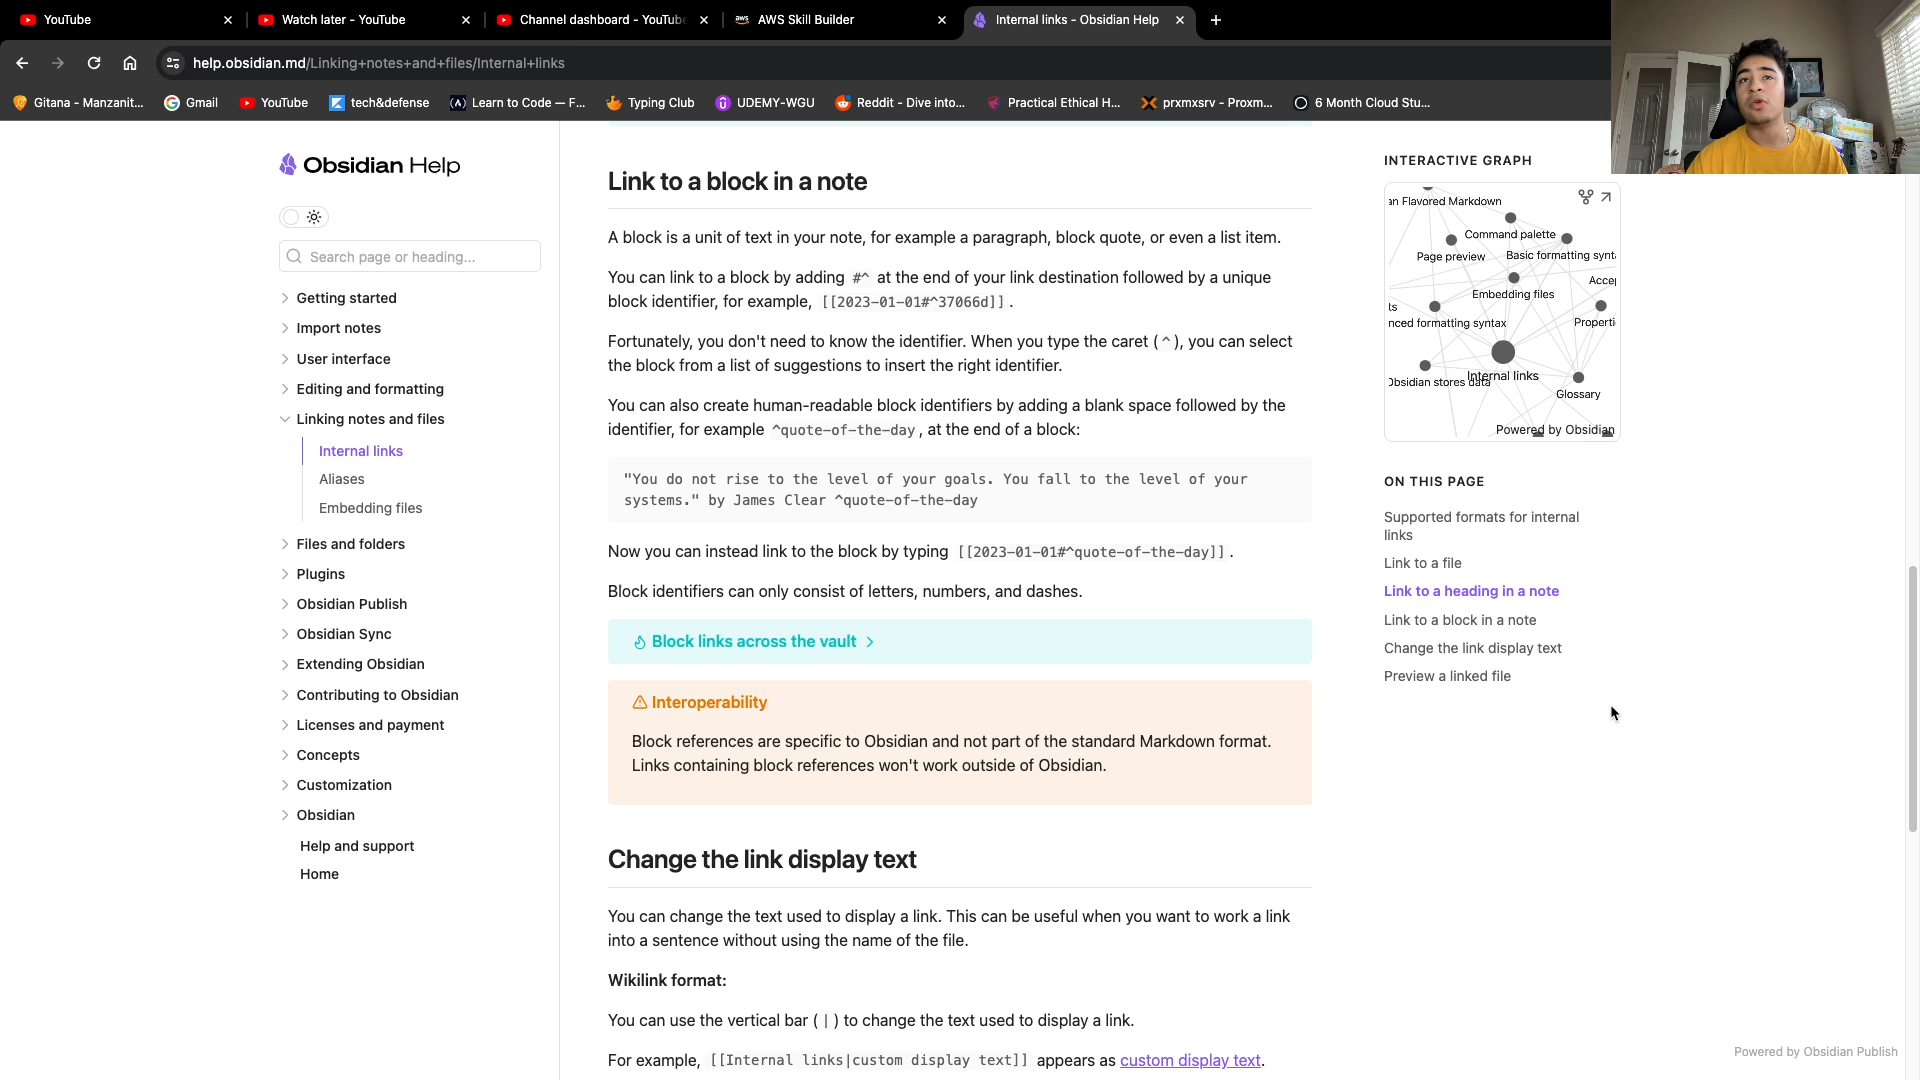 YouTube
Watch later - YouTube
Channel dashboard - YouTube
aws AWS Skill Builder
Internal links - Obsidian Help
help.obsidian.md/Linking+notes+and+files/Internal+links
Gitana - Manzanit...
Gmail
YouTube
tech&defense
Learn to Code — F...
Typing Club
UDEMY-WGU
Reddit - Dive into...
Practical Ethical H...
prxmxsrv - Proxm...
6 Month Cloud Stu...
Obsidian Help
Search page or heading...
Getting started
Import notes
User interface
Editing and formatting
Linking notes and files
Internal links
Aliases
Embedding files
Files and folders
Plugins
Obsidian Publish
Obsidian Sync
Extending Obsidian
Contributing to Obsidian
Licenses and payment
Concepts
Customization
Obsidian
Help and support
Home
Link to a block in a note
A block is a unit of text in your note, for example a paragraph, block quote, or even a list item.
You can link to a block by adding #^ at the end of your link destination followed by a unique
block identifier, for example, [[2023-01-01#^37066d]].
Fortunately, you don't need to know the identifier. When you type the caret (^), you can select
the block from a list of suggestions to insert the right identifier.
You can also create human-readable block identifiers by adding a blank space followed by the
identifier, for example ^quote-of-the-day, at the end of a block:
"You do not rise to the level of your goals. You fall to the level of your
systems." by James Clear ^quote-of-the-day
Now you can instead link to the block by typing [[2023-01-01#^quote-of-the-day]].
Block identifiers can only consist of letters, numbers, and dashes.
Block links across the vault
Interoperability
Block references are specific to Obsidian and not part of the standard Markdown format.
Links containing block references won't work outside of Obsidian.
Change the link display text
You can change the text used to display a link. This can be useful when you want to work a link
into a sentence without using the name of the file.
Wikilink format:
You can use the vertical bar (|) to change the text used to display a link.
For example, [[Internal links|custom display text]] appears as custom display text.
INTERACTIVE GRAPH
an Flavored Markdown
Command palette
Page preview
Basic formatting synt
Embedding files
Accep
ts
nced formatting syntax
Properti
Obsidian stores data
Internal links
Glossary
Powered by Obsidian
ON THIS PAGE
Supported formats for internal
links
Link to a file
Link to a heading in a note
Link to a block in a note
Change the link display text
Preview a linked file
Powered by Obsidian Publish